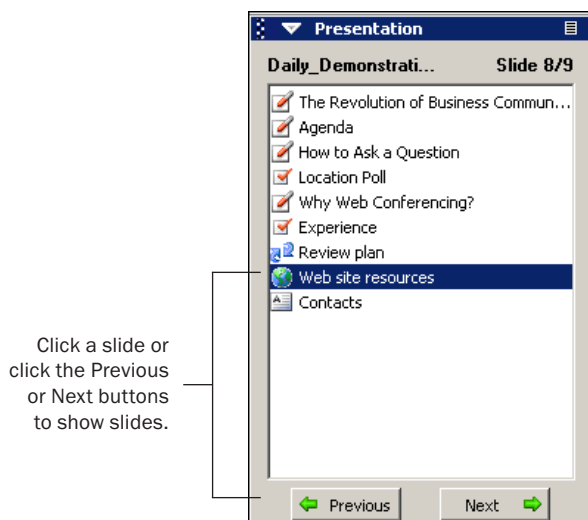 Presentation
Daily_Demonstrati... Slide 8/9
The Revolution of Business Commun...
Agenda
How to Ask a Question
Location Poll
Why Web Conferencing?
Experience
Review plan
Web site resources
Contacts
Click a slide or
click the Previous
or Next buttons
to show slides.
Previous Next